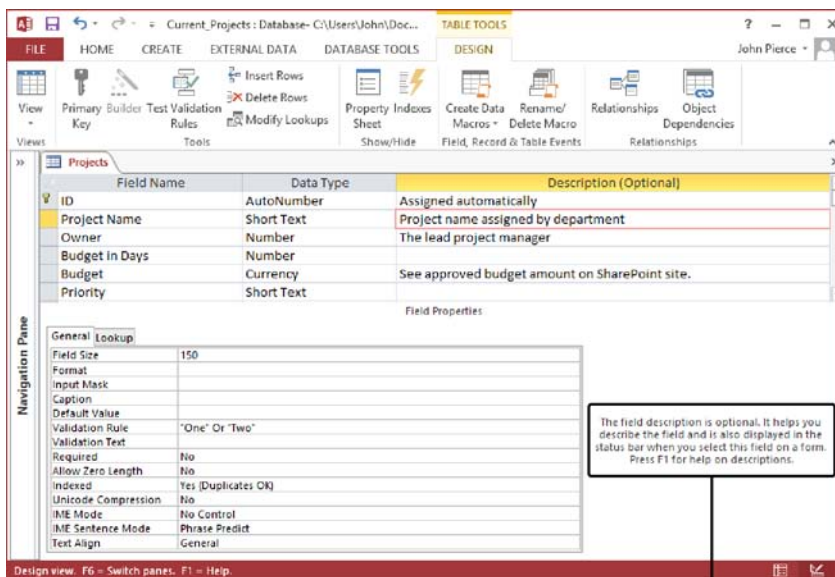 Current_Projects : Database- C:\Users\John\Doc...
TABLE TOOLS
?
FILE HOME CREATE EXTERNAL DATA DATABASE TOOLS DESIGN John Pierce
View
Primary Key
Builder
Test Validation Rules
Insert Rows
Delete Rows
Modify Lookups
Property Sheet
Indexes
Create Data Macros
Rename/ Delete Macro
Relationships
Object Dependencies
Views Tools Show/Hide Field, Record & Table Events Relationships
Projects
Field Name Data Type Description (Optional)
ID AutoNumber Assigned automatically
Project Name Short Text Project name assigned by department
Owner Number The lead project manager
Budget in Days Number
Budget Currency See approved budget amount on SharePoint site.
Priority Short Text
Field Properties
Navigation Pane
General Lookup
Field Size 150
Format
Input Mask
Caption
Default Value
Validation Rule "One" Or "Two"
Validation Text
Required No
Allow Zero Length No
Indexed Yes (Duplicates OK)
Unicode Compression No
IME Mode No Control
IME Sentence Mode Phrase Predict
Text Align General
The field description is optional. It helps you
describe the field and is also displayed in the
status bar when you select this field on a form.
Press F1 for help on descriptions.
Design view. F6 = Switch panes. F1 = Help.